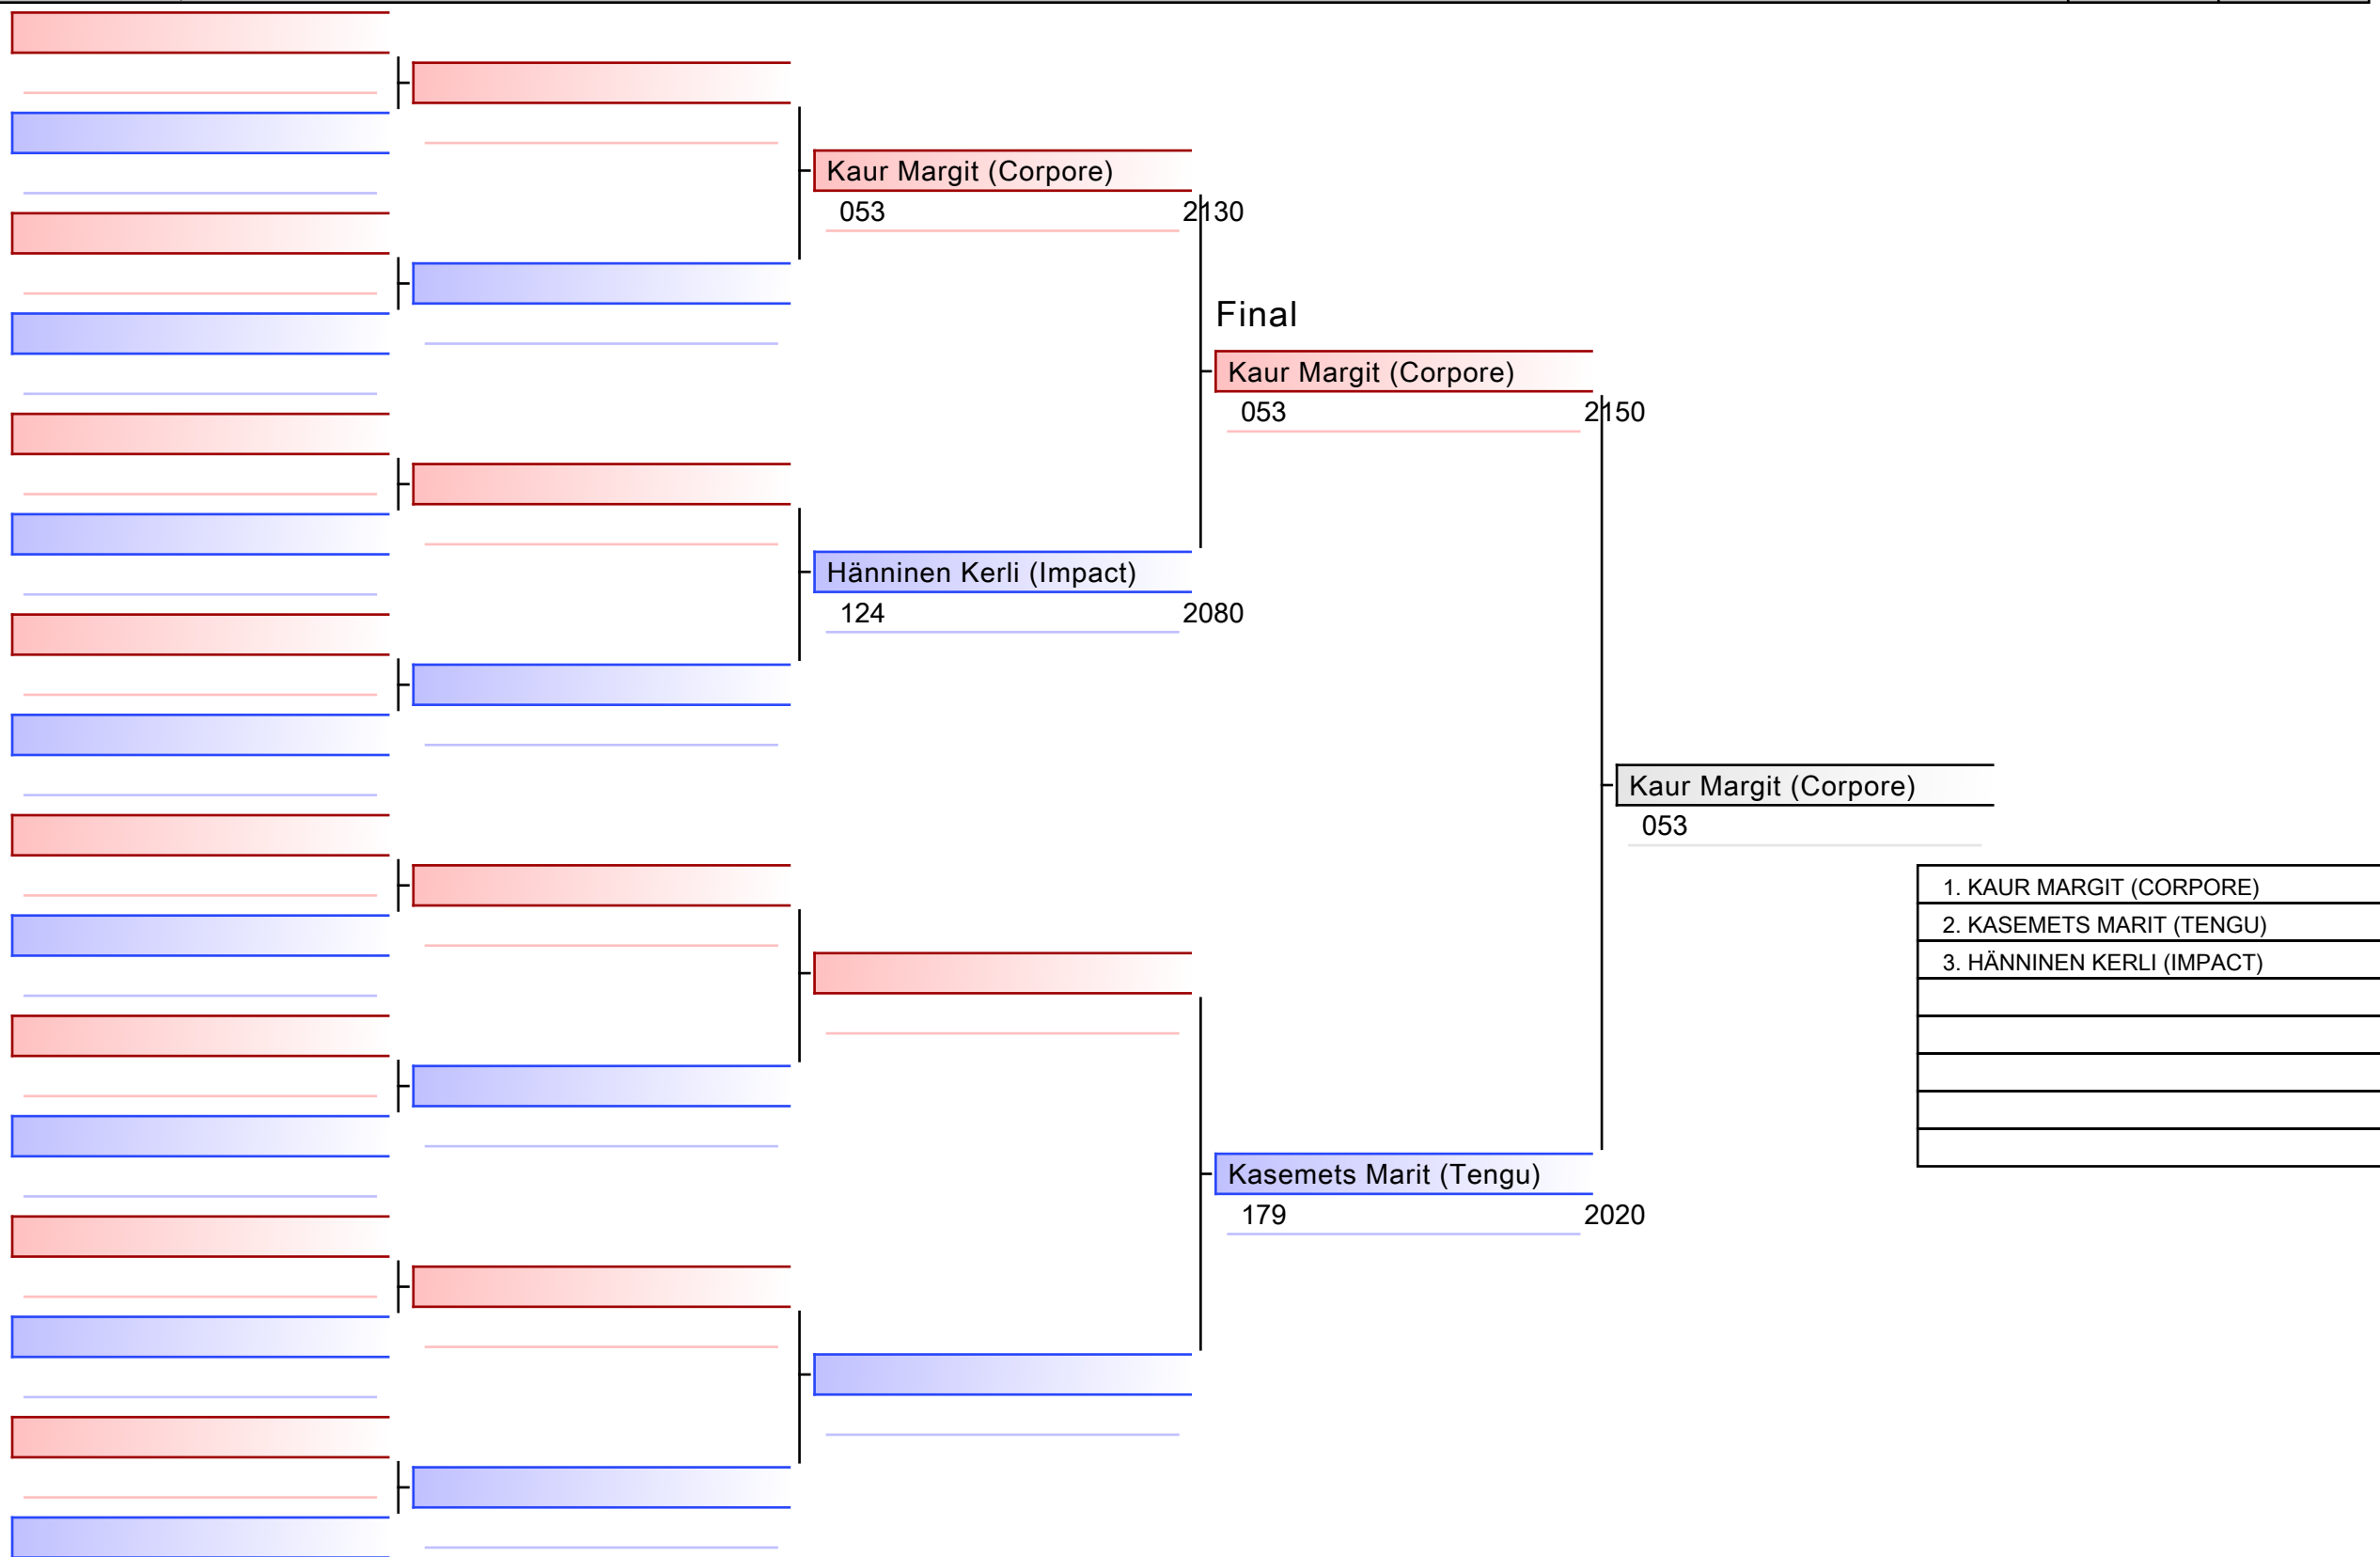 Kaur Margit (Corpore)
053 2130
Final
Kaur Margit (Corpore)
053 2150
Hänninen Kerli (Impact)
124 2080
Kaur Margit (Corpore)
053
1. KAUR MARGIT (CORPORE)
2. KASEMETS MARIT (TENGU)
3. HÄNNINEN KERLI (IMPACT)
Kasemets Marit (Tengu)
179 2020